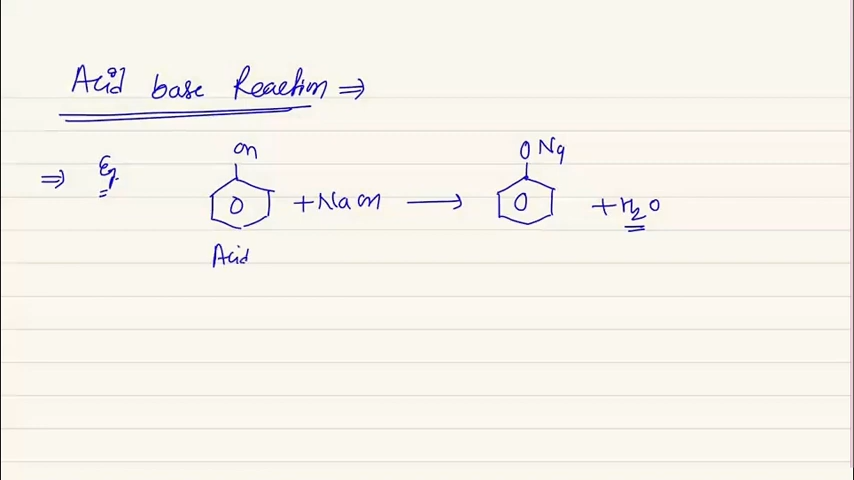 Acid base Reaction ⇒
⇒ Eg
OH ONa
+ NaOH ⟶ + H2O
Acid